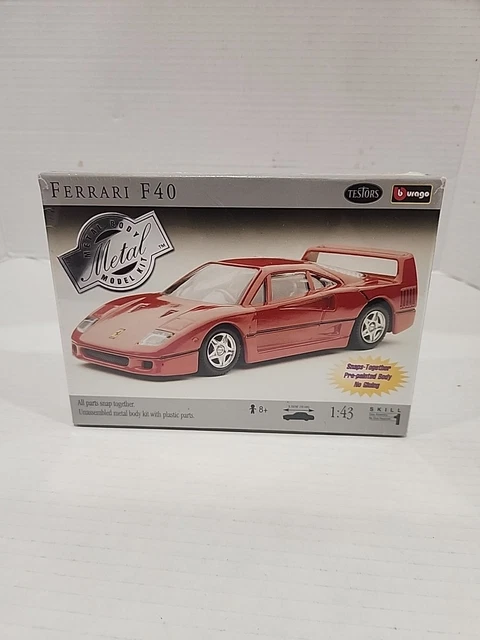 FERRARI F40
TESTORS
burago
METAL BODY
Metal
MODEL KIT
TM
Snaps-Together
Pre-painted Body
No Gluing
All parts snap together.
Unassembled metal body kit with plastic parts.
8+
1:43
SKILL
1